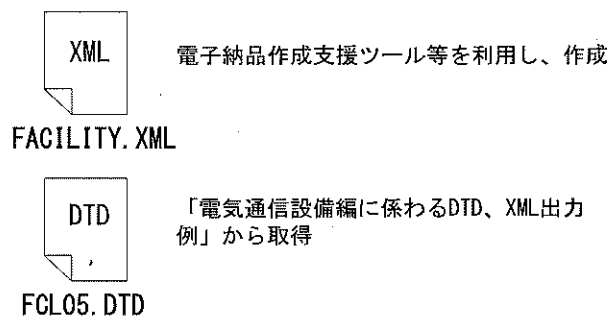 XML
電子納品作成支援ツール等を利用し、作成
FACILITY.XML
DTD
「電気通信設備編に係わるDTD、XML出力
例」から取得
FCL05.DTD